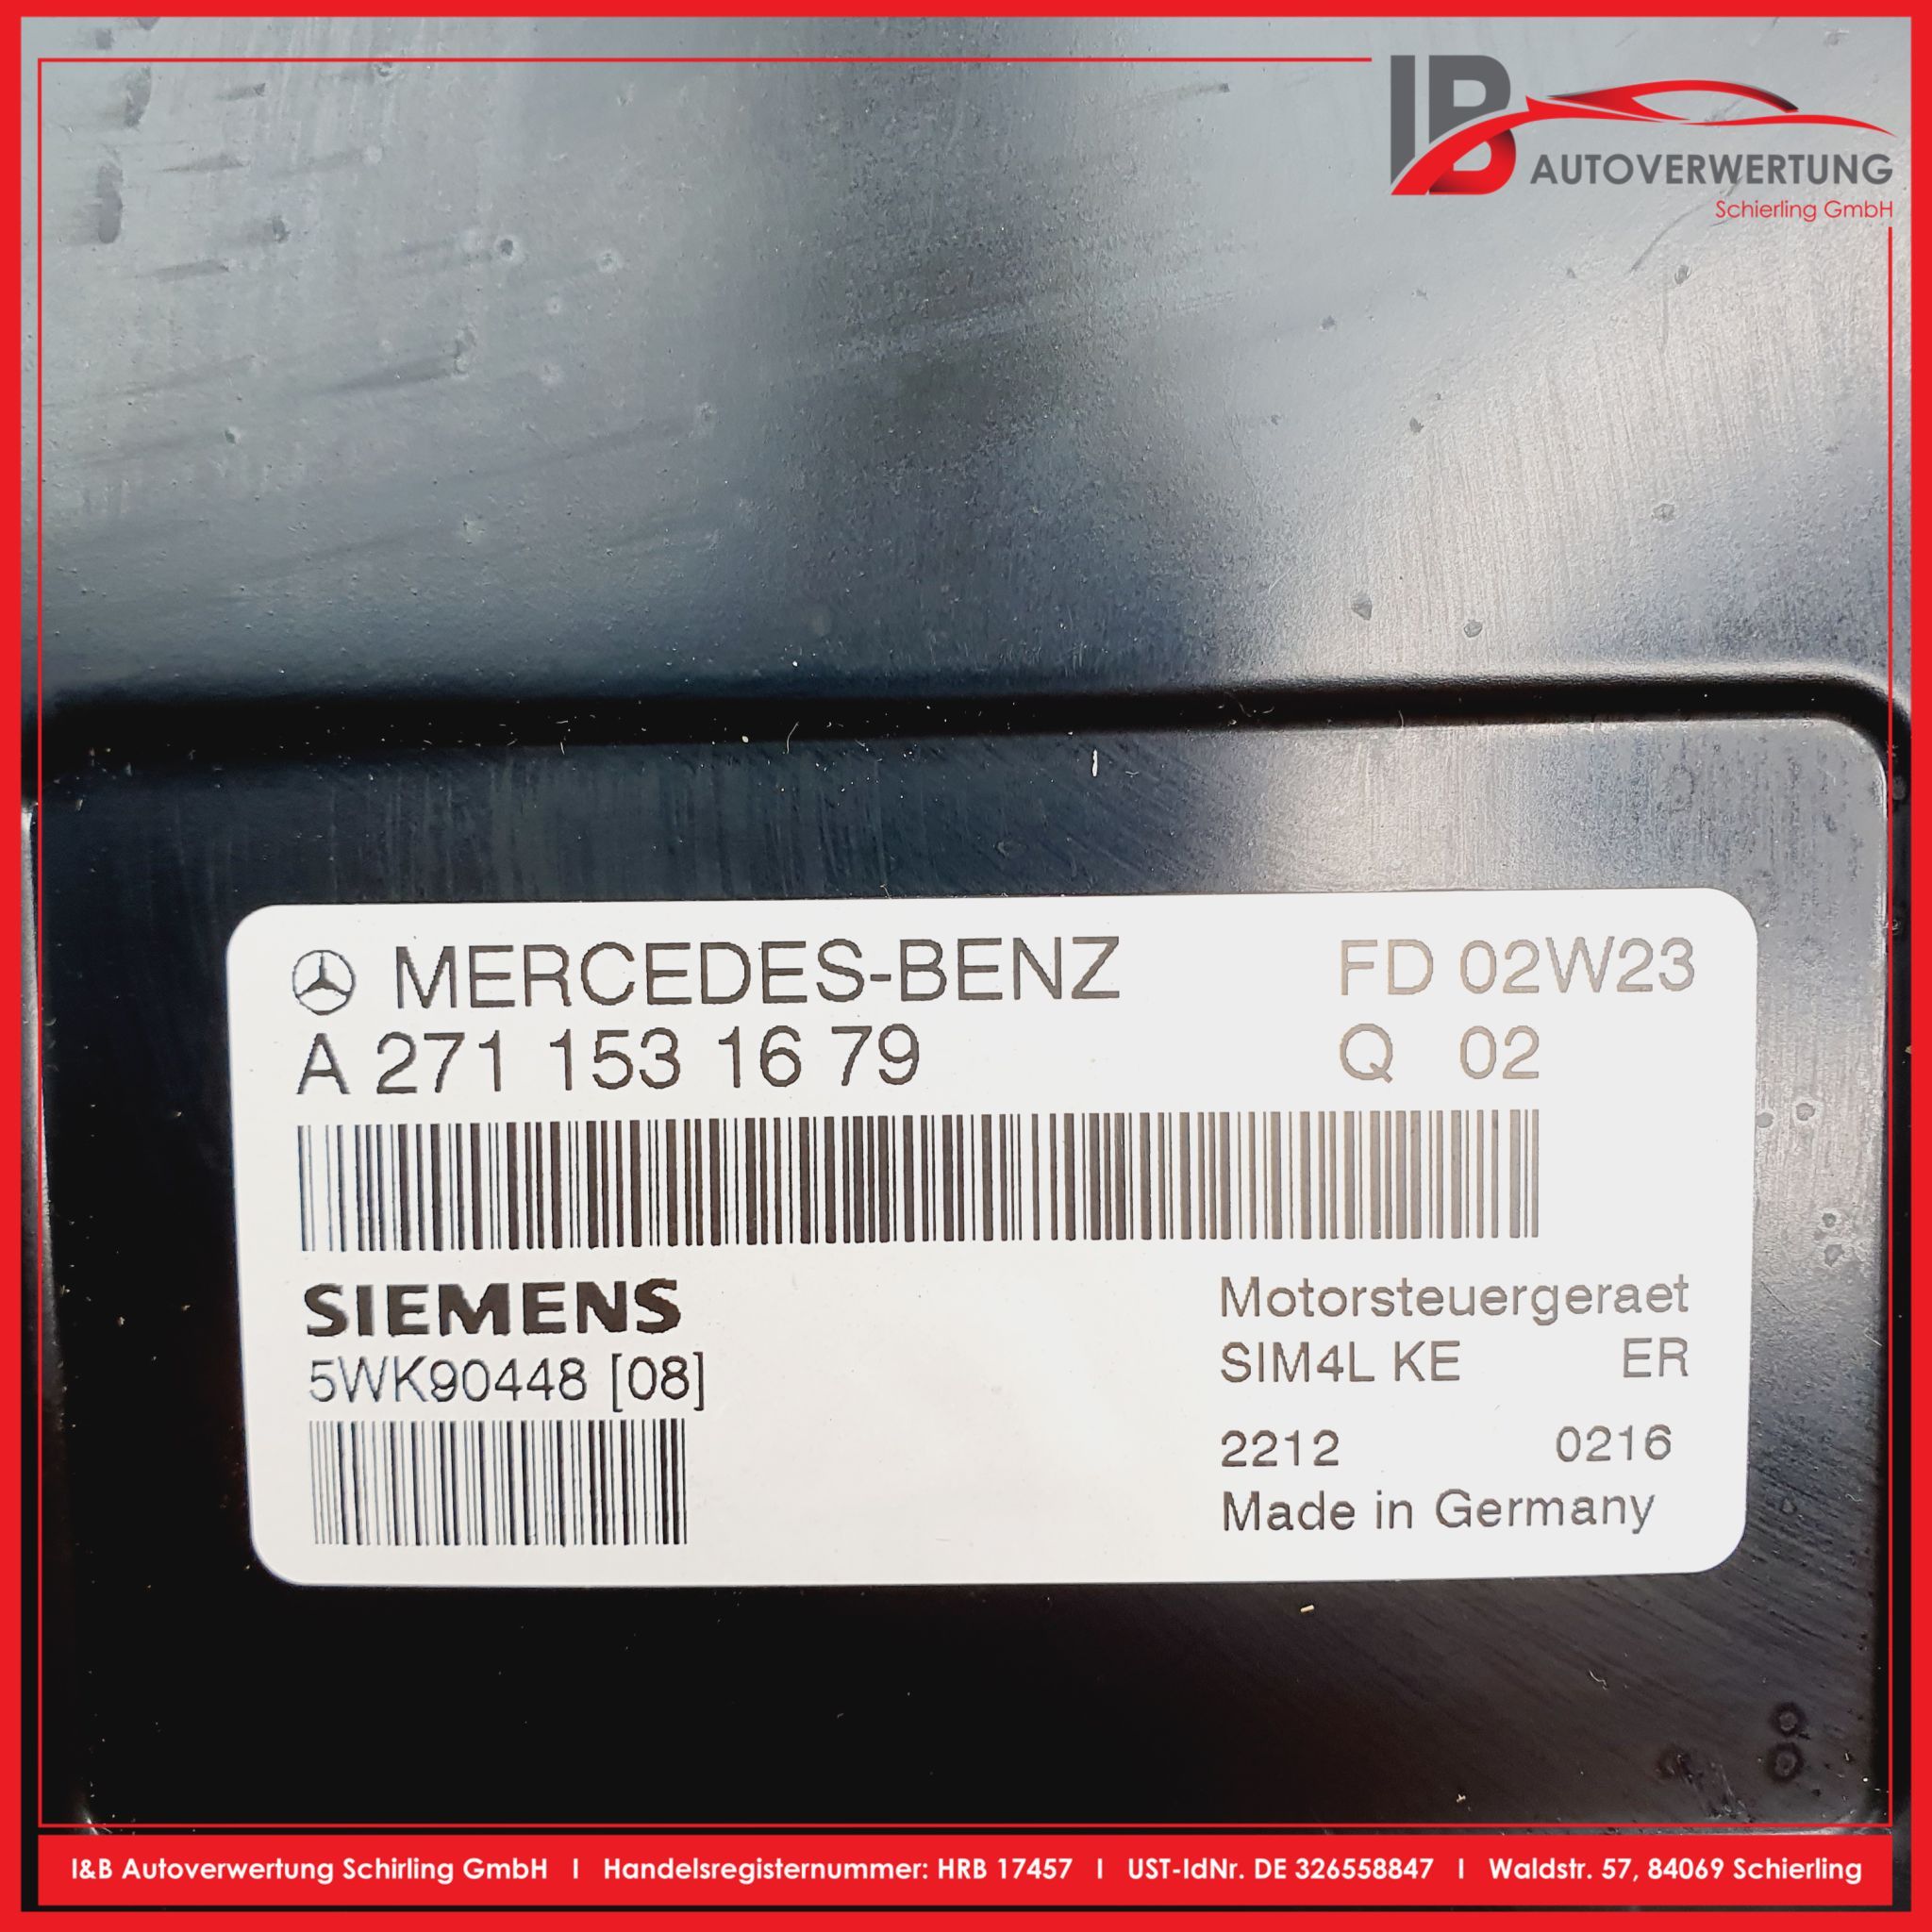 IB
AUTOVERWERTUNG
Schierling GmbH
MERCEDES-BENZ FD 02W23
A 271 153 16 79 Q 02
SIEMENS
5WK90448 [08]
Motorsteuergeraet
SIM4L KE ER
2212 0216
Made in Germany
I&B Autoverwertung Schirling GmbH I Handelsregisternummer: HRB 17457 I UST-IdNr. DE 326558847 I Waldstr. 57, 84069 Schierling